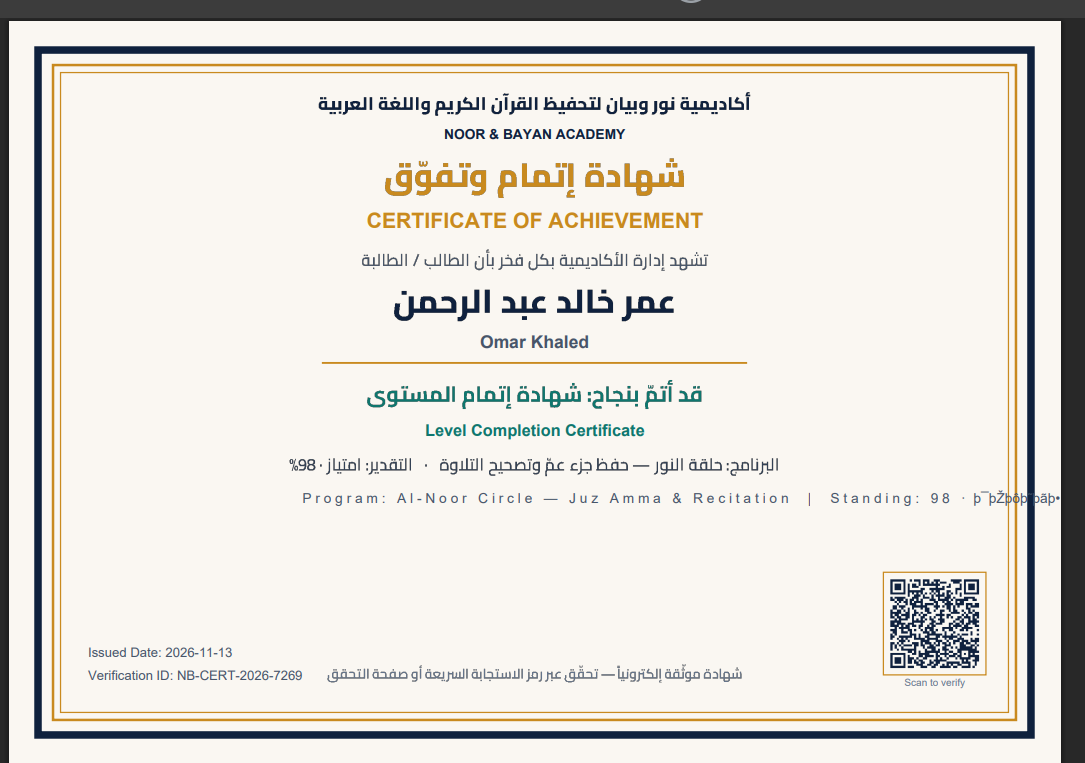 أكاديمية نور وبيان لتحفيظ القرآن الكريم واللغة العربية
NOOR & BAYAN ACADEMY
شهادة إتمام وتفوّق
CERTIFICATE OF ACHIEVEMENT
تشهد إدارة الأكاديمية بكل فخر بأن الطالب / الطالبة
عمر خالد عبد الرحمن
Omar Khaled
قد أتمّ بنجاح: شهادة إتمام المستوى
Level Completion Certificate
البرنامج: حلقة النور — حفظ جزء عمّ وتصحيح التلاوة · التقدير: امتياز · 98%
Program: Al-Noor Circle — Juz Amma & Recitation | Standing: 98 ·
Issued Date: 2026-11-13
Verification ID: NB-CERT-2026-7269
شهادة موثّقة إلكترونياً — تحقّق عبر رمز الاستجابة السريعة أو صفحة التحقق
Scan to verify